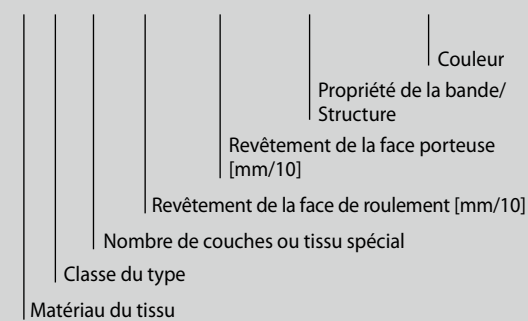 Couleur
Propriété de la bande/
Structure
Revêtement de la face porteuse
[mm/10]
Revêtement de la face de roulement [mm/10]
Nombre de couches ou tissu spécial
Classe du type
Matériau du tissu